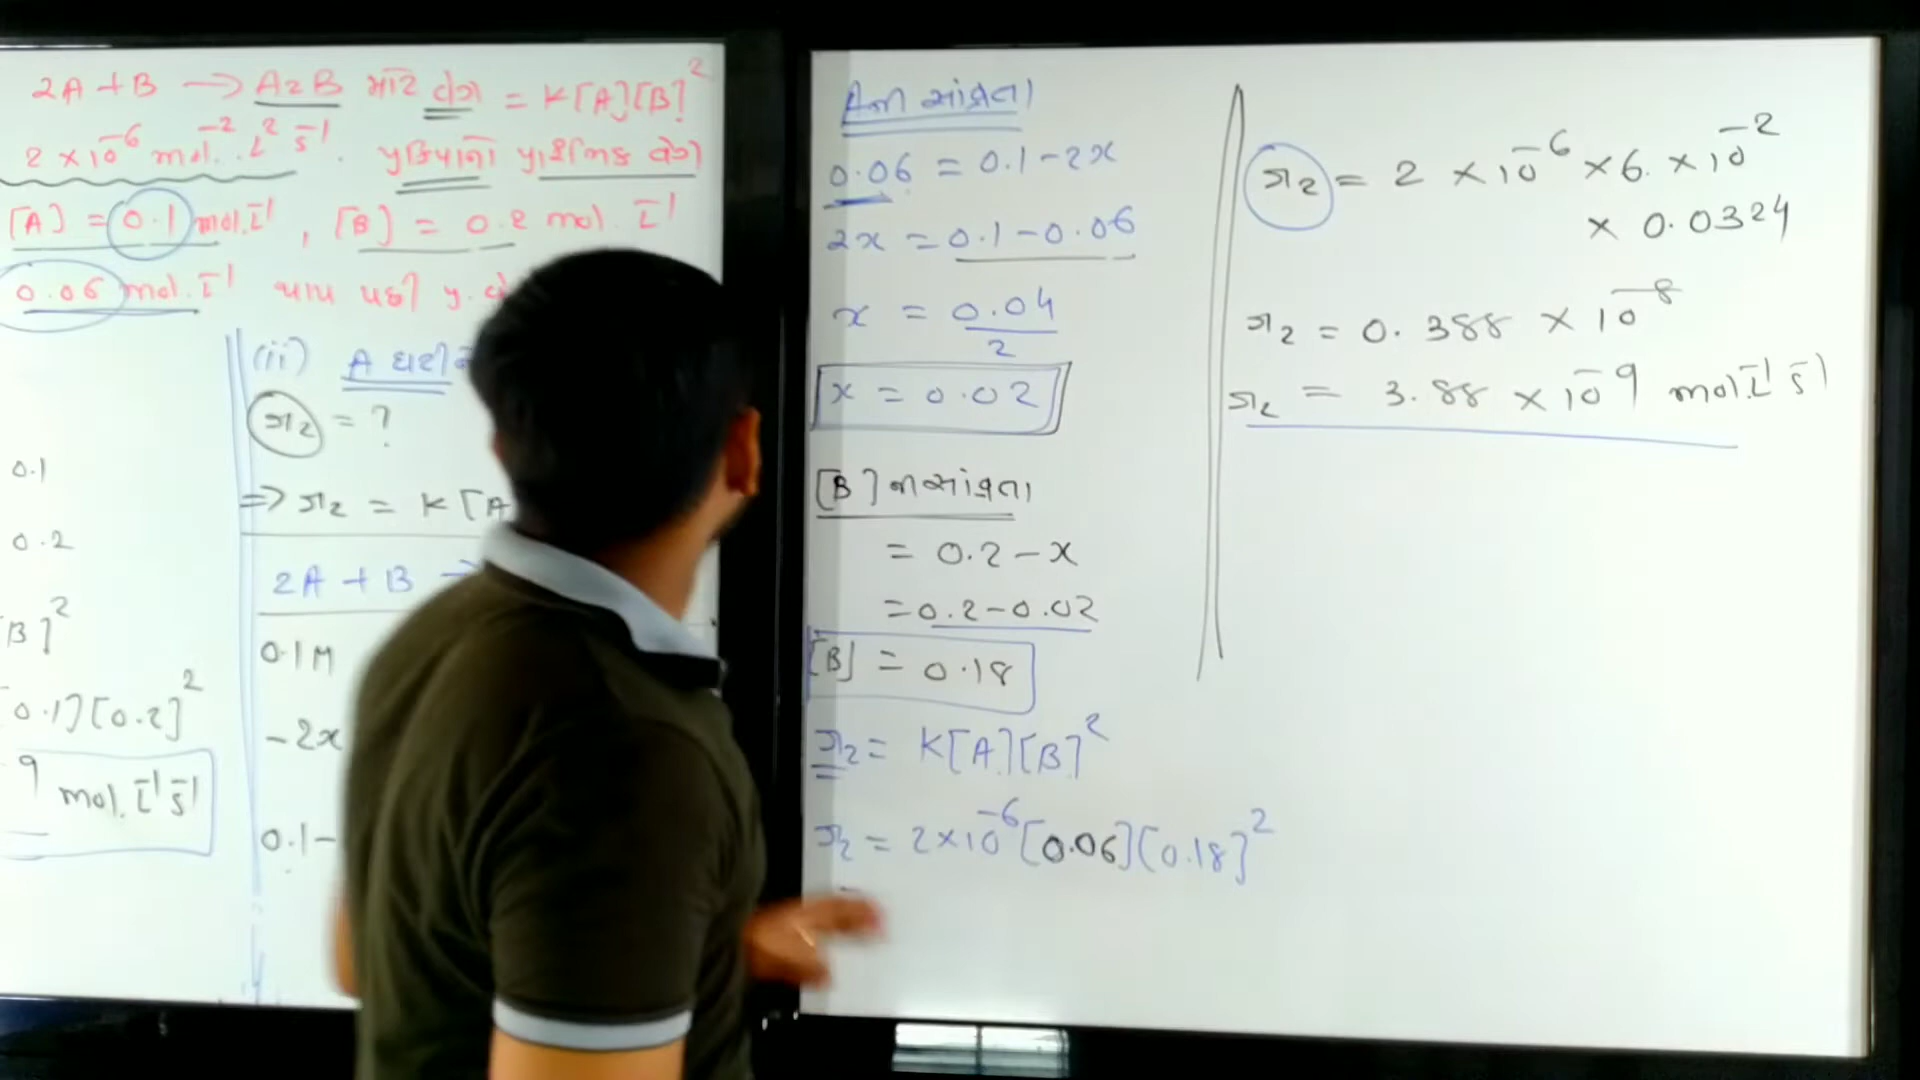 2A + B → A2B માટે વેગ = K[A][B]²
2 × 10⁻⁶ mol.⁻² L² s⁻¹.
[A] = 0.1 mol.L⁻¹, [B] = 0.2 mol. L⁻¹
0.06 mol.L⁻¹
0.1
0.2
B]²
0.1][0.2]²
9 mol. L⁻¹ s⁻¹
(ii) A
r2 = ?
⇒ r2 = K[A
2A + B →
0.1M
-2x
0.1-
Aની સાંદ્રતા
0.06 = 0.1-2x
2x = 0.1-0.06
x = 0.04
2
x = 0.02
[B]ની સાંદ્રતા
= 0.2-x
= 0.2-0.02
[B] = 0.18
r2 = K[A][B]²
r2 = 2×10⁻⁶[0.06][0.18]²
r2 = 2 × 10⁻⁶ × 6. × 10⁻²
× 0.0324
r2 = 0.388 × 10⁻⁸
r2 = 3.88 × 10⁻⁹ mol.L⁻¹ s⁻¹